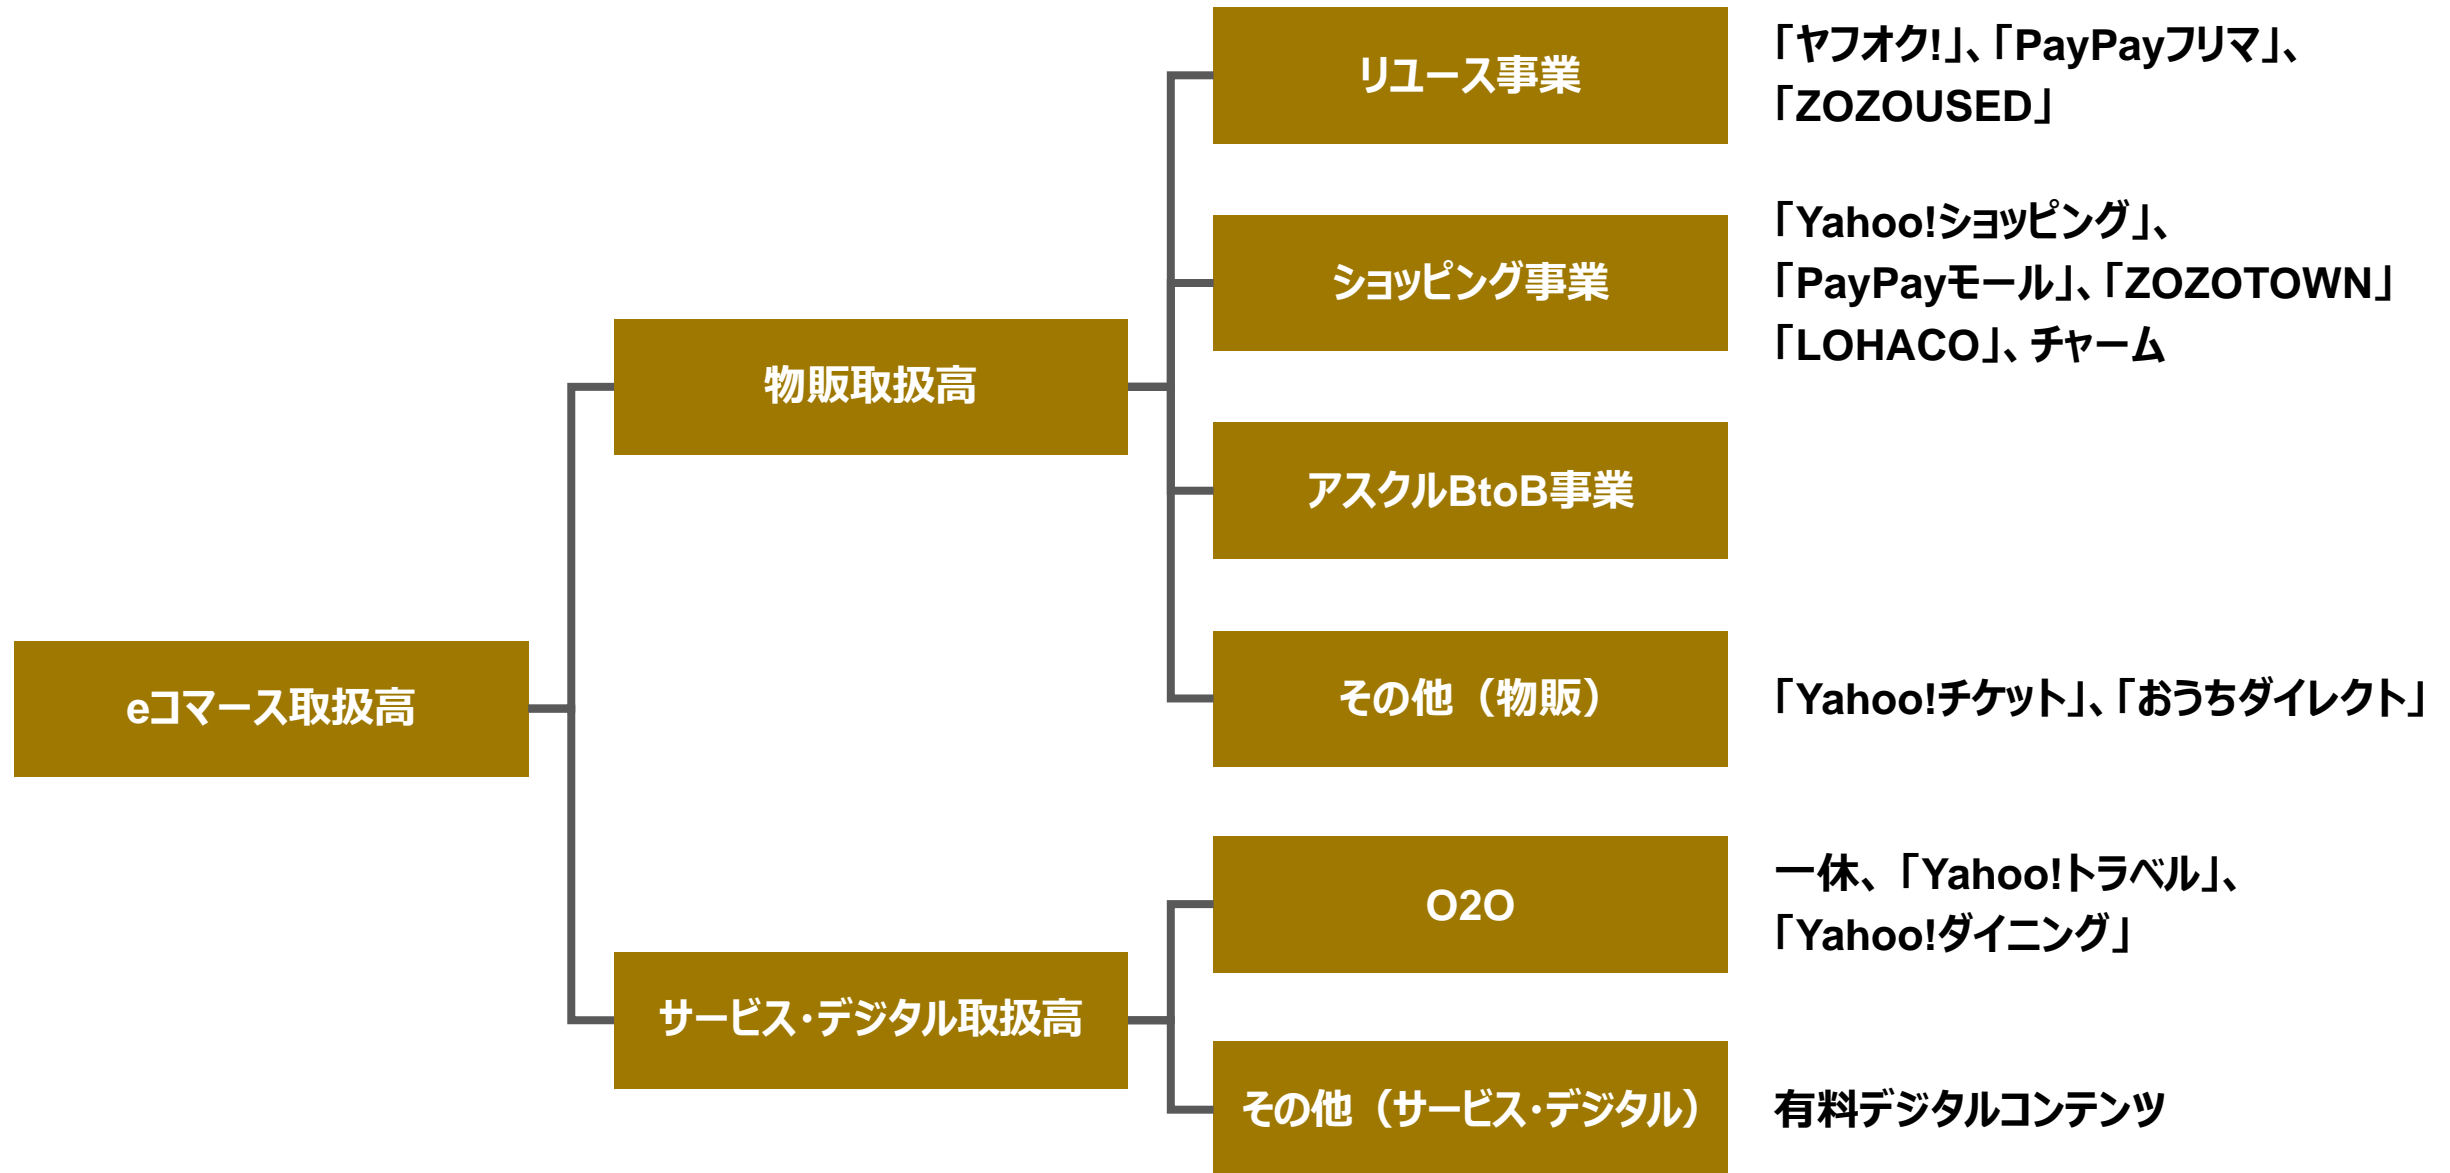 eコマース取扱高
物販取扱高
リユース事業
「ヤフオク!」、「PayPayフリマ」、
「ZOZOUSED」
ショッピング事業
「Yahoo!ショッピング」、
「PayPayモール」、「ZOZOTOWN」
「LOHACO」、チャーム
アスクルBtoB事業
その他（物販）
「Yahoo!チケット」、「おうちダイレクト」
サービス・デジタル取扱高
O2O
一休、「Yahoo!トラベル」、
「Yahoo!ダイニング」
その他（サービス・デジタル）
有料デジタルコンテンツ